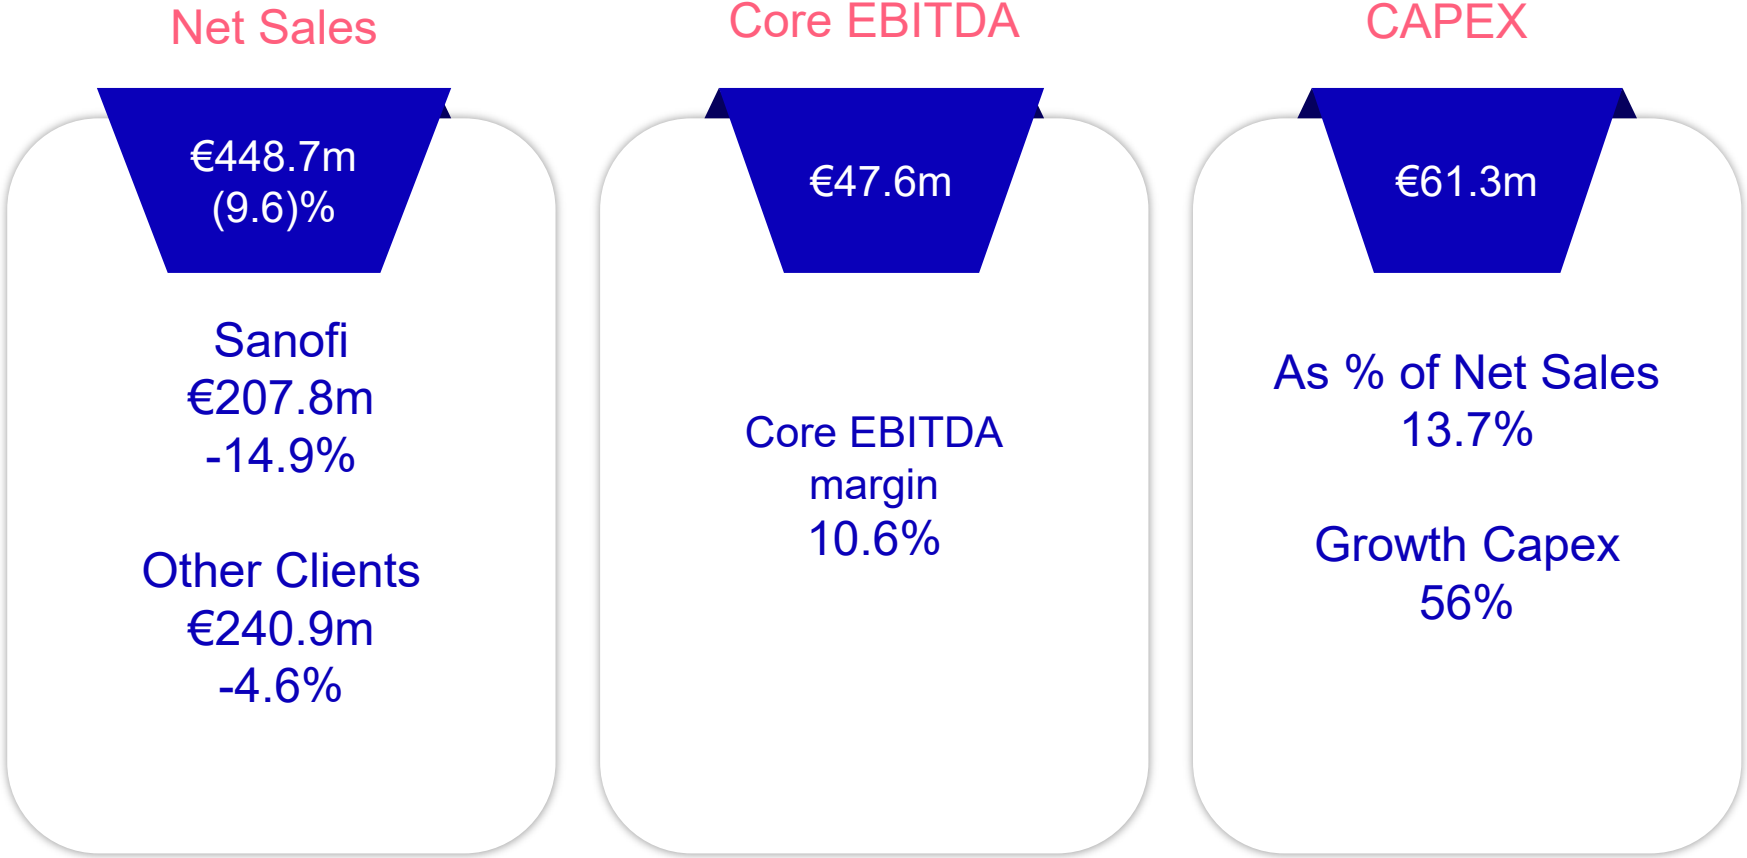 Net Sales
€448.7m
(9.6)%
Sanofi
€207.8m
-14.9%
Other Clients
€240.9m
-4.6%
Core EBITDA
€47.6m
Core EBITDA
margin
10.6%
CAPEX
€61.3m
As % of Net Sales
13.7%
Growth Capex
56%